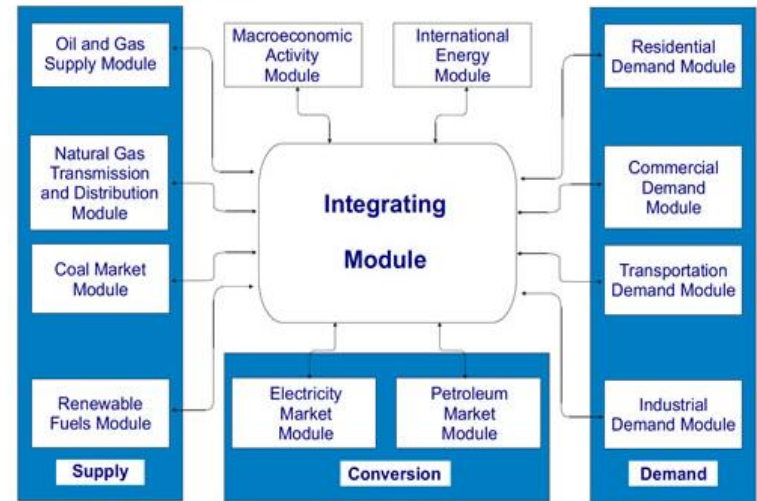 Oil and Gas
Supply Module
Natural Gas
Transmission
and Distribution
Module
Coal Market
Module
Renewable
Fuels Module
Supply
Macroeconomic
Activity
Module
International
Energy
Module
Integrating
Module
Electricity
Market
Module
Petroleum
Market
Module
Conversion
Residential
Demand Module
Commercial
Demand
Module
Transportation
Demand Module
Industrial
Demand Module
Demand